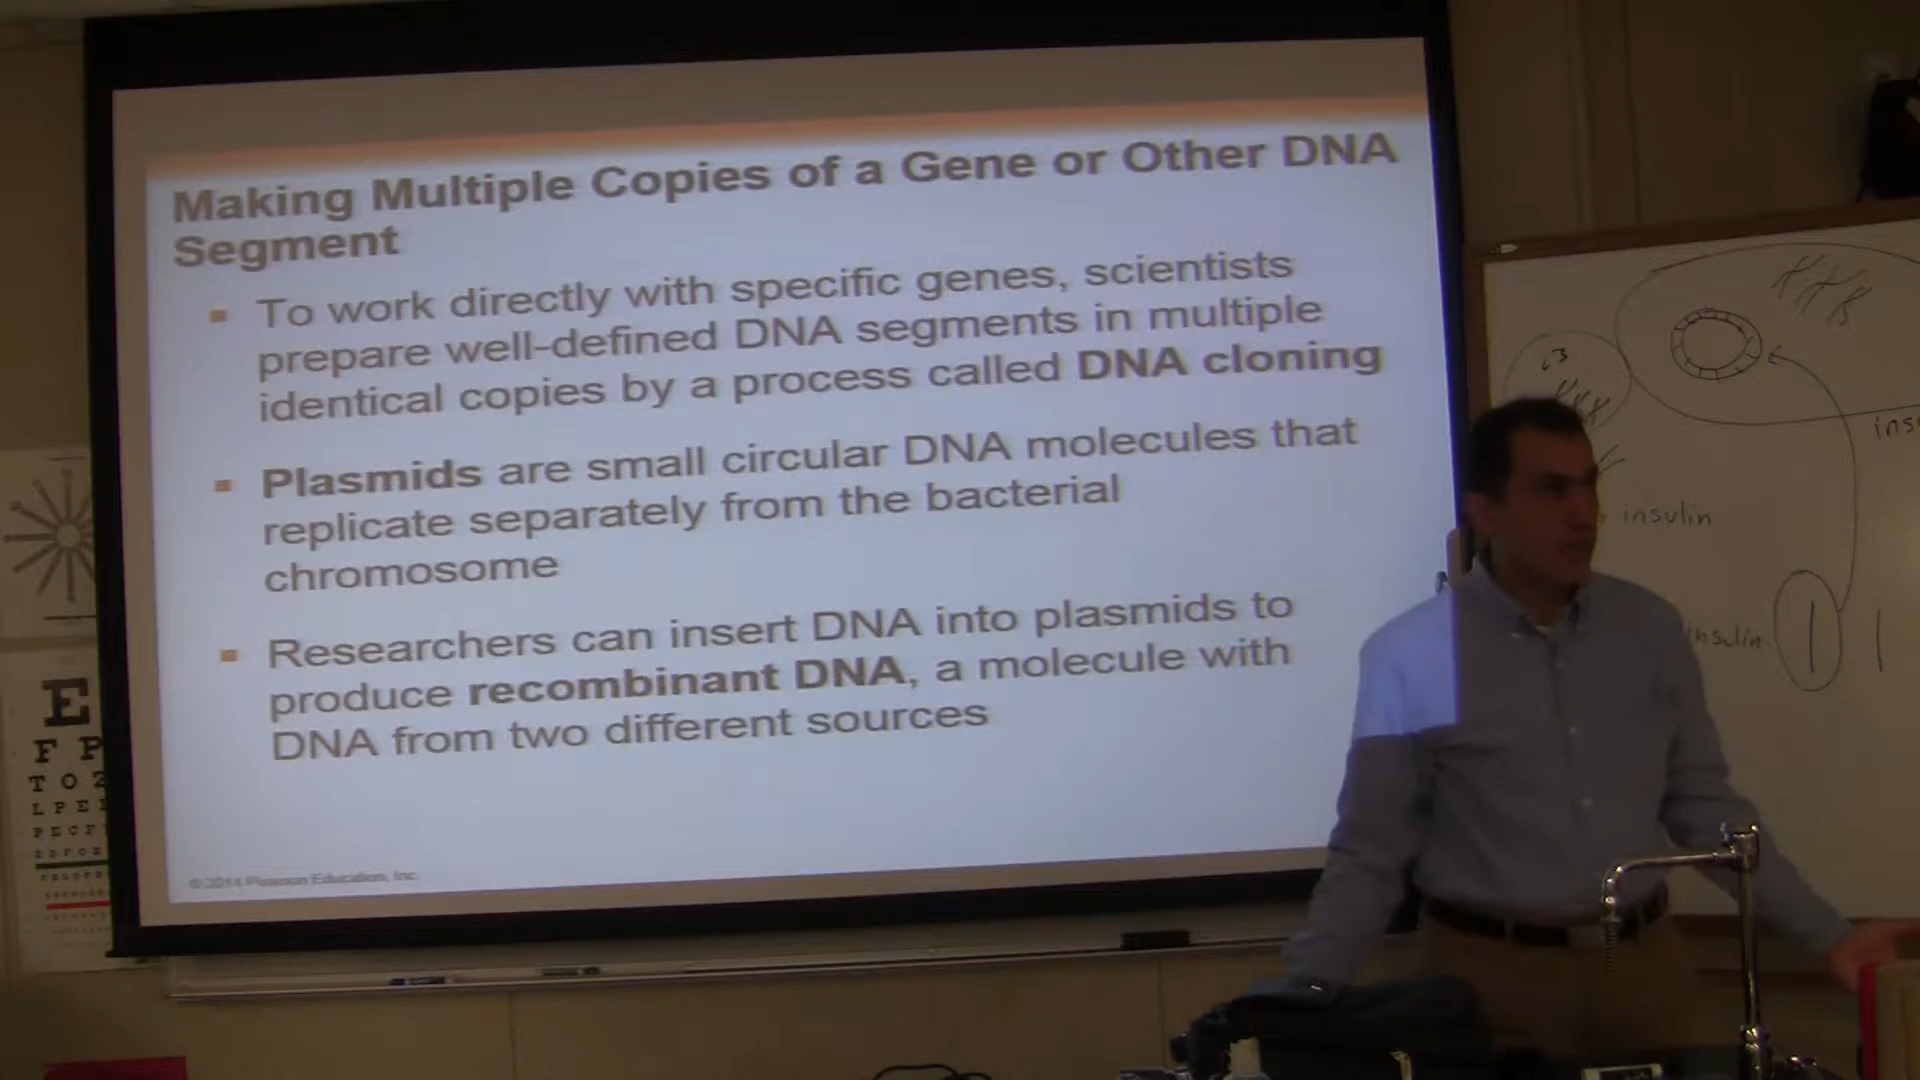 Making Multiple Copies of a Gene or Other DNA
Segment
To work directly with specific genes, scientists
prepare well-defined DNA segments in multiple
identical copies by a process called DNA cloning
Plasmids are small circular DNA molecules that
replicate separately from the bacterial
chromosome
Researchers can insert DNA into plasmids to
produce recombinant DNA, a molecule with
DNA from two different sources
© 2014 Pearson Education, Inc.
insulin
insulin
E
F P
T O Z
L P E
P E C F